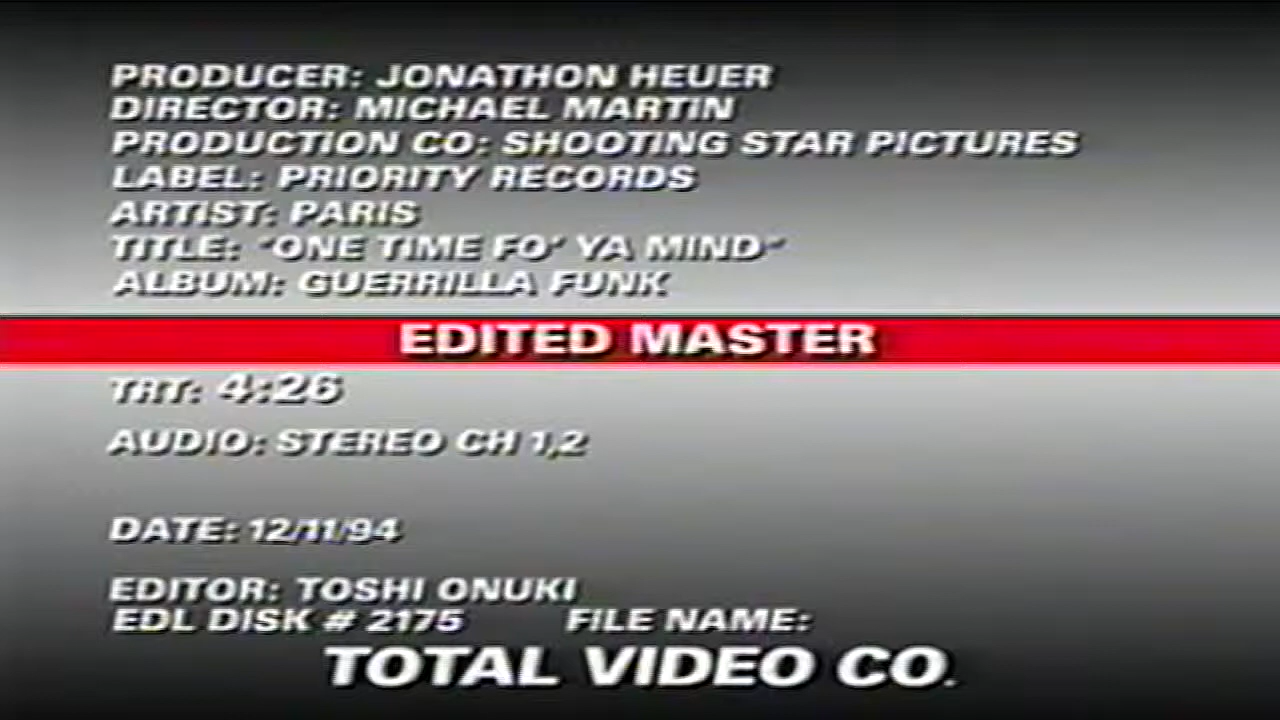 PRODUCER: JONATHON HEUER
DIRECTOR: MICHAEL MARTIN
PRODUCTION CO: SHOOTING STAR PICTURES
LABEL: PRIORITY RECORDS
ARTIST: PARIS
TITLE: "ONE TIME FO' YA MIND"
ALBUM: GUERRILLA FUNK
EDITED MASTER
TRT: 4:26
AUDIO: STEREO CH 1,2
DATE: 12/11/94
EDITOR: TOSHI ONUKI
EDL DISK # 2175 FILE NAME:
TOTAL VIDEO CO.